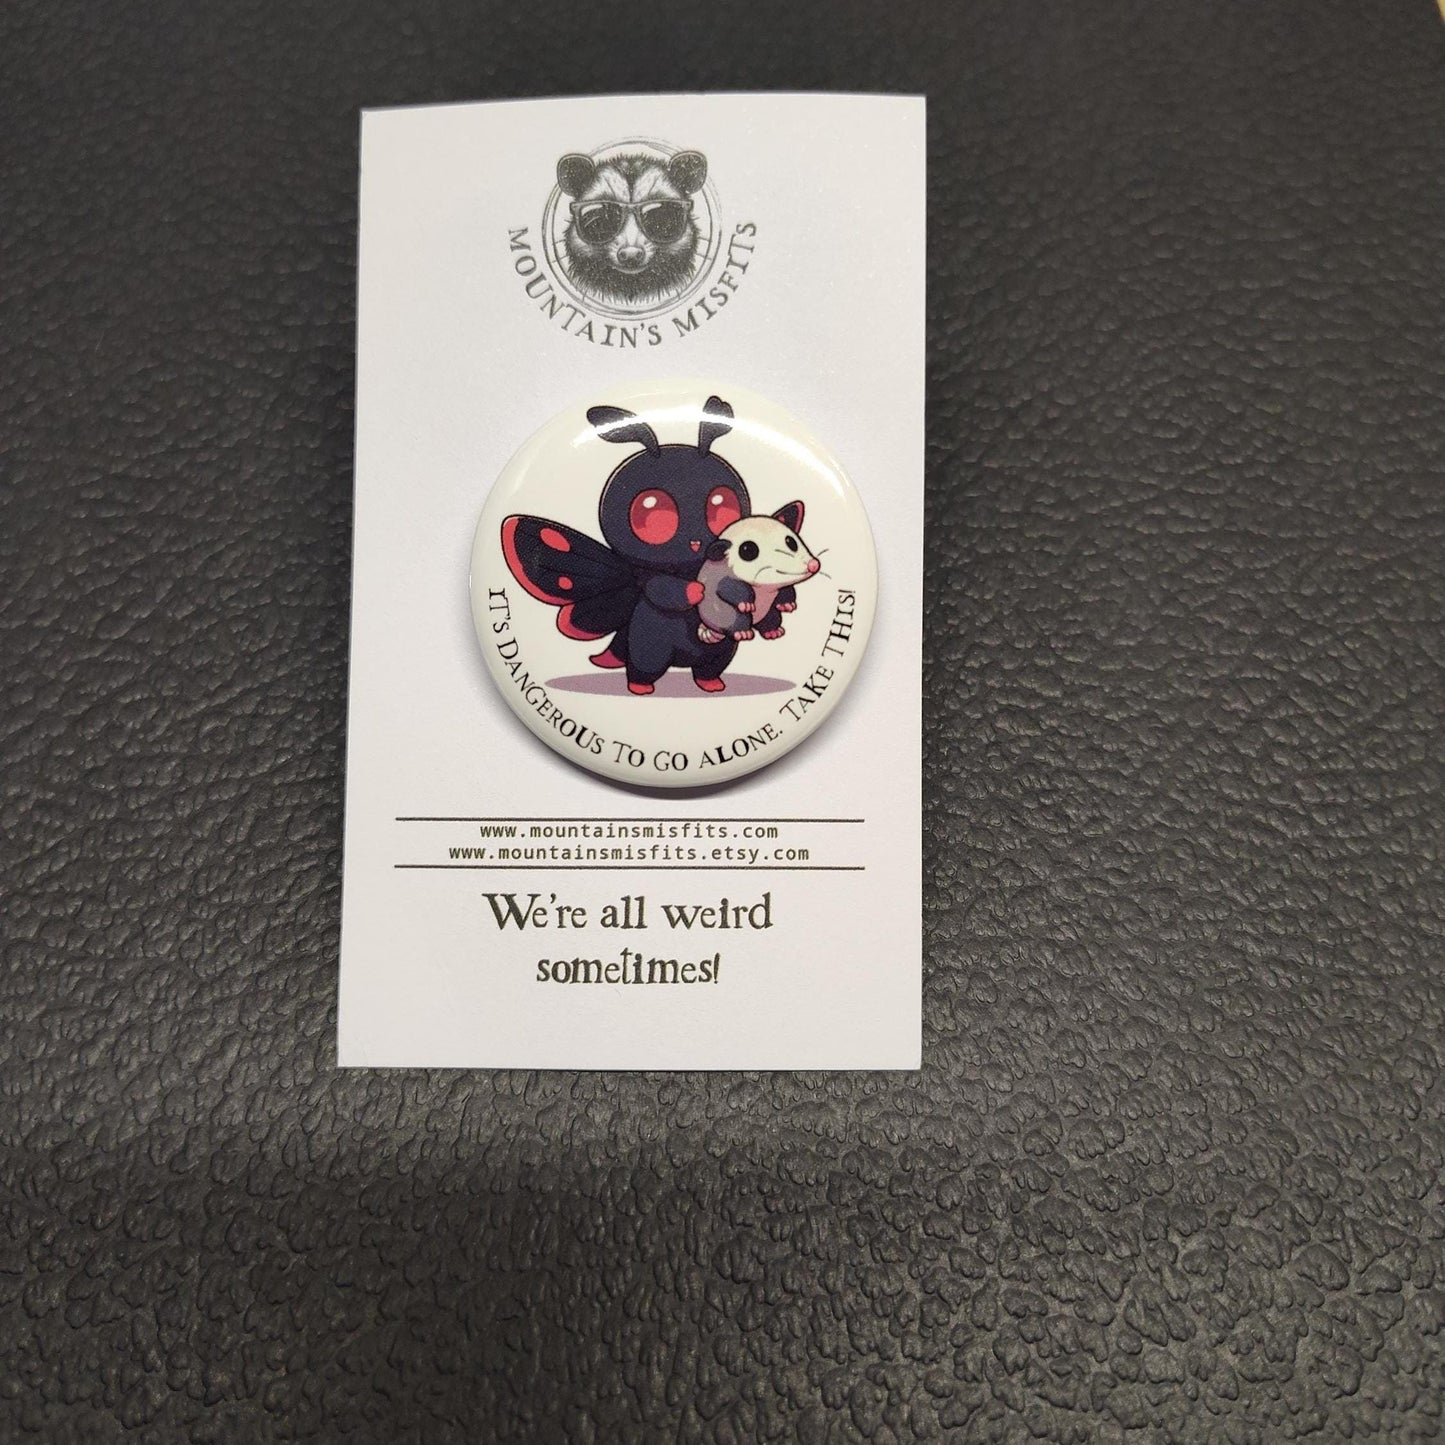 MOUNTAIN'S MISFITS
IT'S DANGEROUS TO GO ALONE. TAKE THIS!
www.mountainsmisfits.com
www.mountainsmisfits.etsy.com
We're all weird
sometimes!